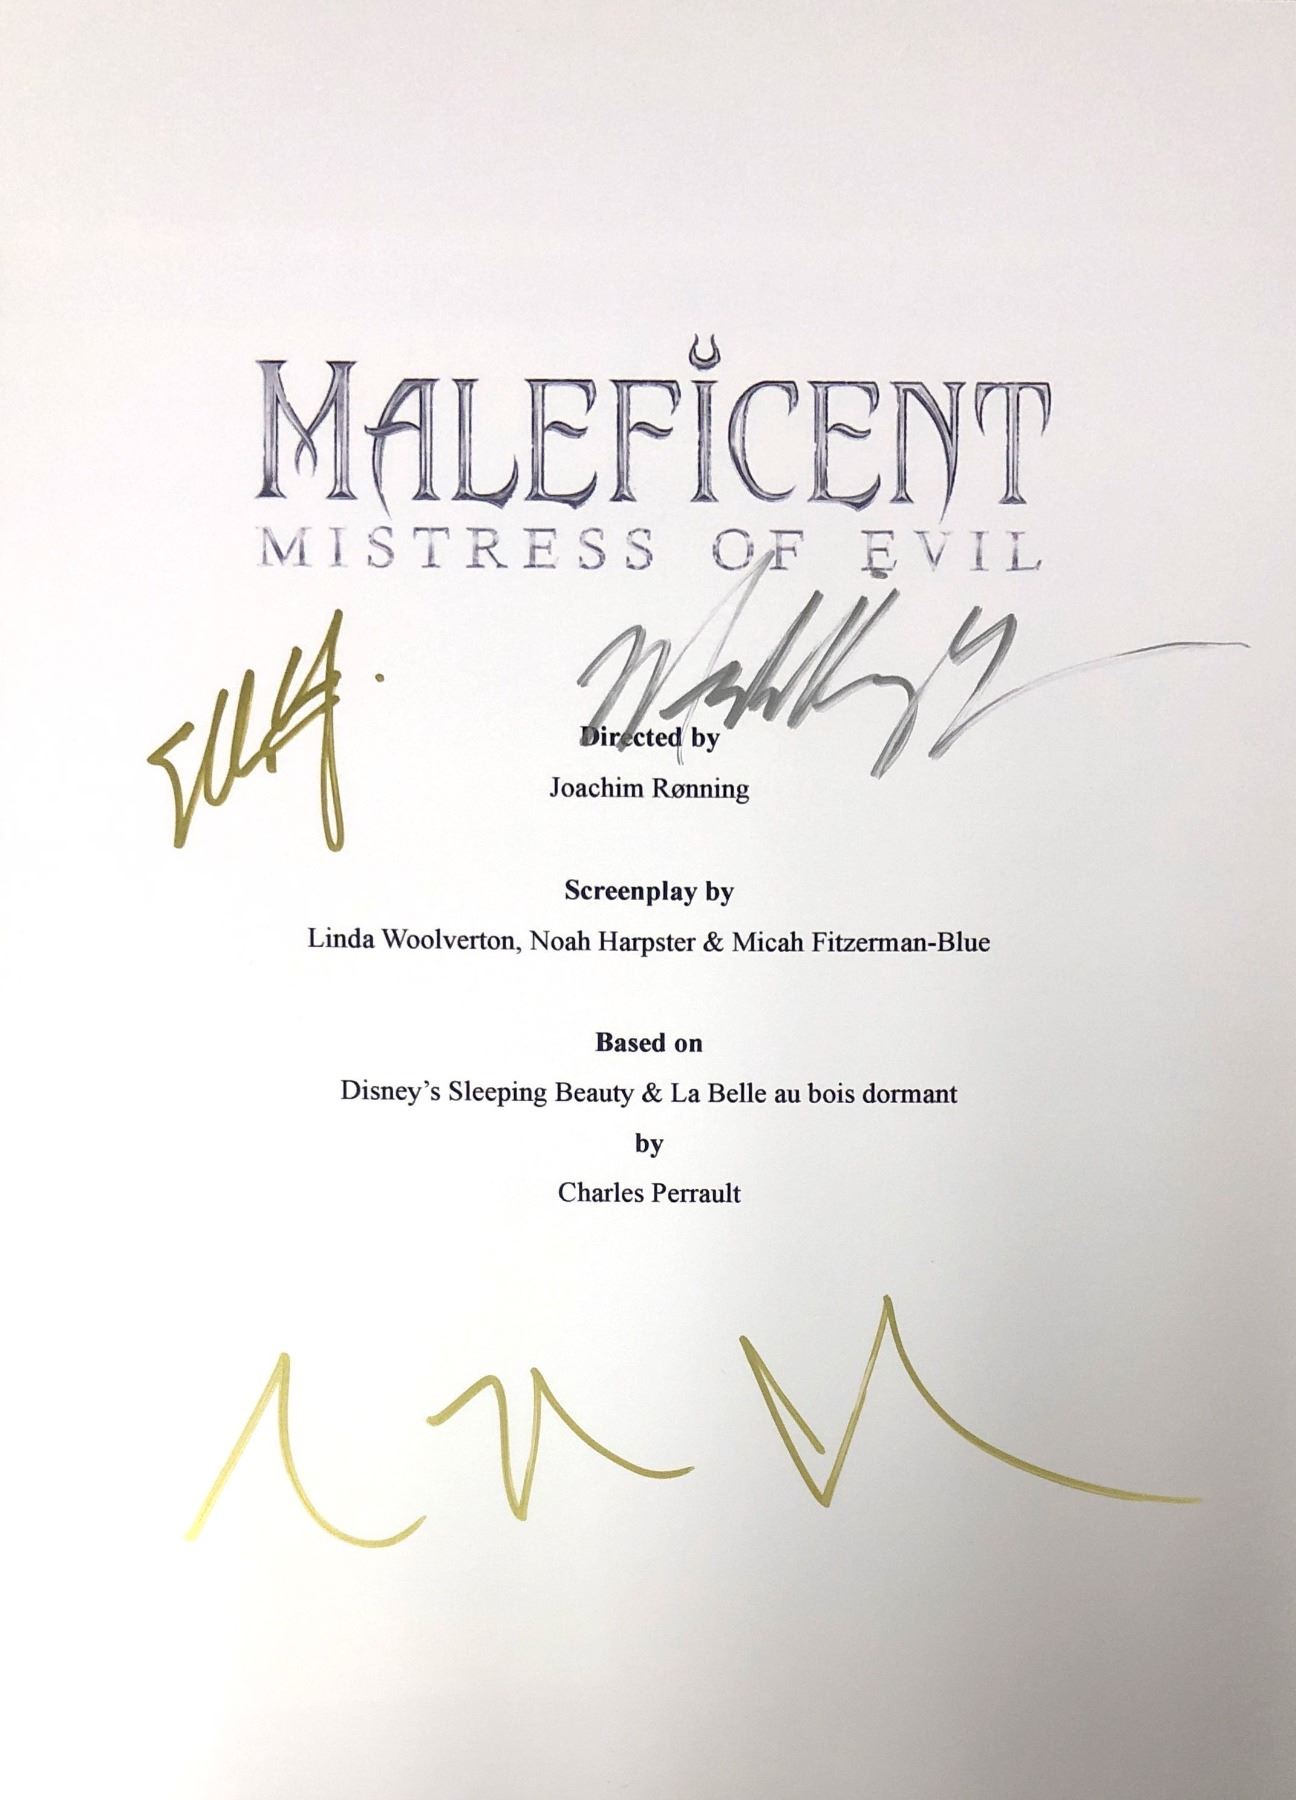 MALEFICENT
MISTRESS OF EVIL
Directed by
Joachim Rønning
Screenplay by
Linda Woolverton, Noah Harpster & Micah Fitzerman-Blue
Based on
Disney’s Sleeping Beauty & La Belle au bois dormant
by
Charles Perrault